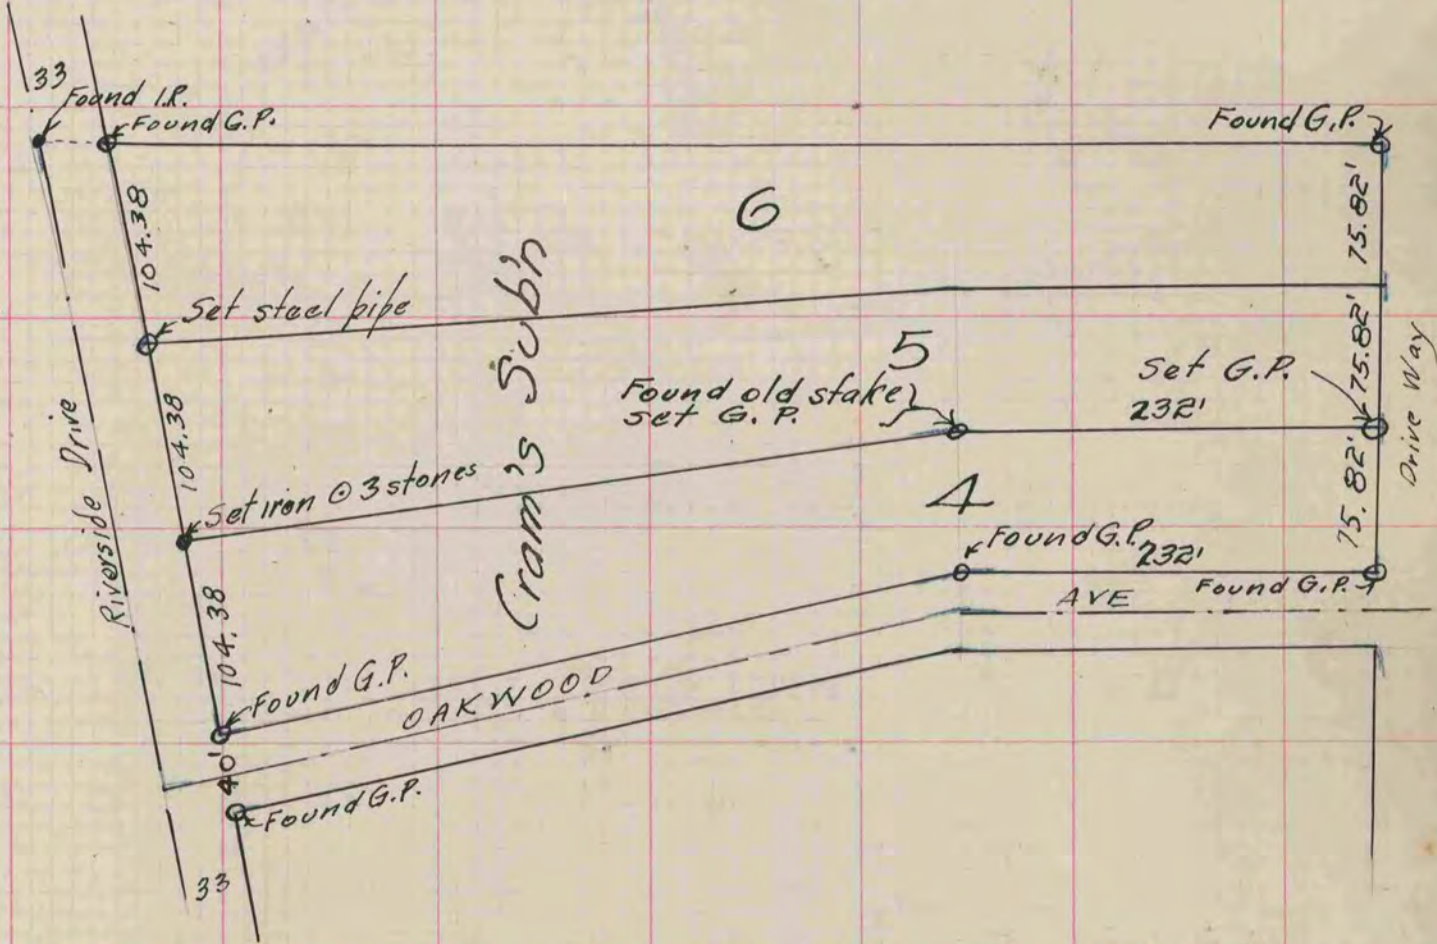 33
Found I.P.
Found G.P.
Found G.P.
104.38
6
75.82'
Set steel pipe
Cram's Sub'n
5
75.82'
Set G.P.
232'
Found old stake
set G.P.
Drive Way
104.38
Riverside Drive
Set iron ⊙ 3 stones
4
75.82'
Found G.P.
232'
Found G.P.
AVE
104.38
Found G.P.
OAKWOOD
40'
Found G.P.
33